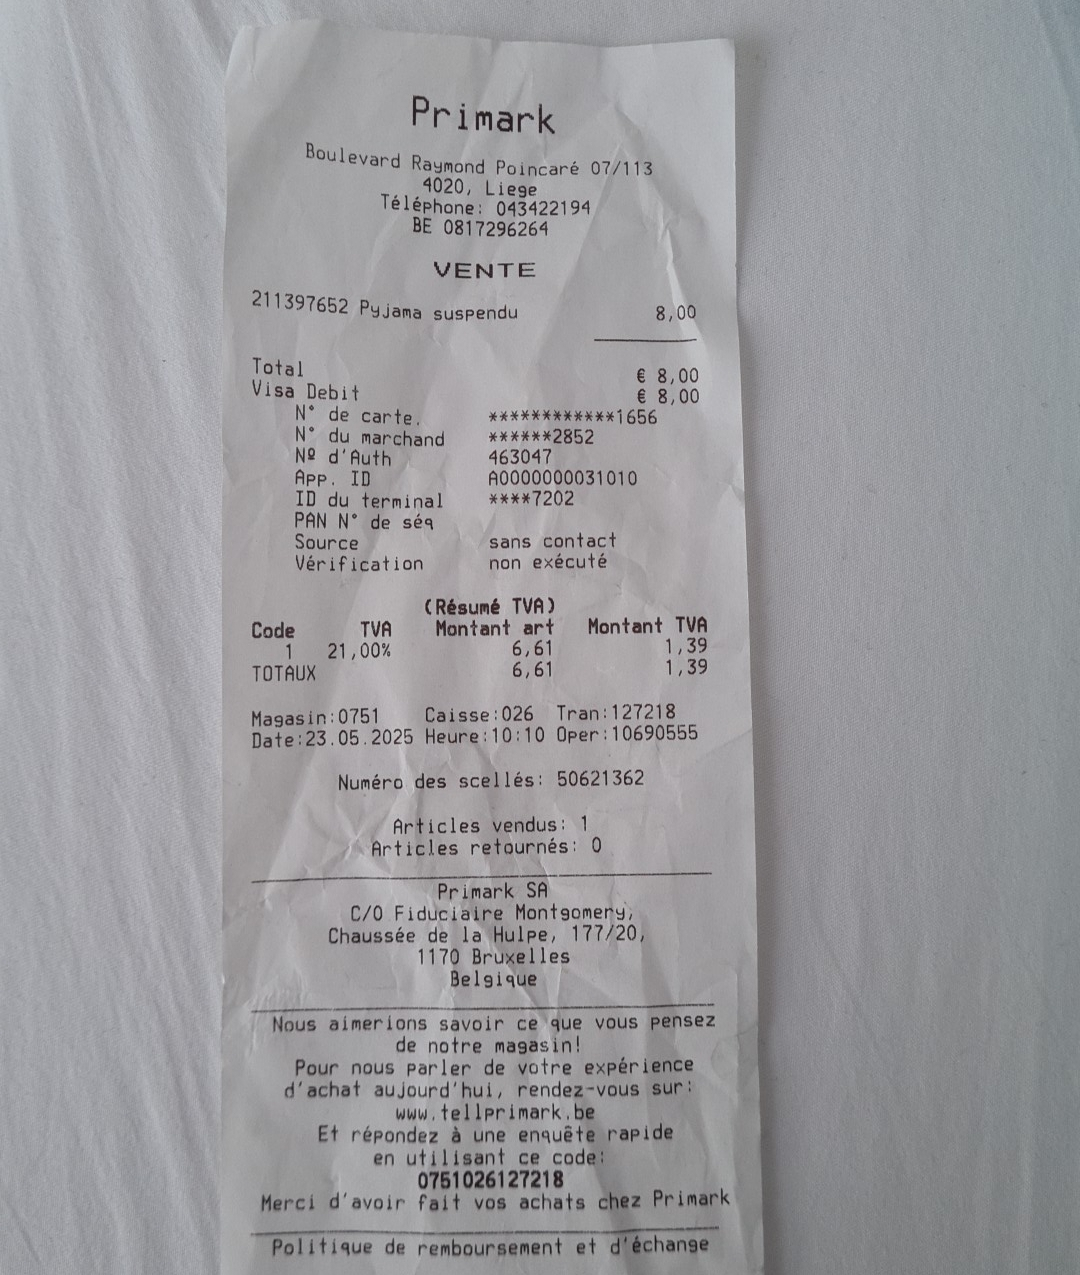 Primark
Boulevard Raymond Poincaré 07/113
4020, Liege
Téléphone: 043422194
BE 0817296264
VENTE
211397652 Pyjama suspendu 8,00
Total € 8,00
Visa Debit € 8,00
N° de carte. ************1656
N° du marchand ******2852
Nº d'Auth 463047
App. ID A0000000031010
ID du terminal ****7202
PAN N° de séq
Source sans contact
Vérification non exécuté
(Résumé TVA)
Code TVA Montant art Montant TVA
1 21,00% 6,61 1,39
TOTAUX 6,61 1,39
Magasin:0751 Caisse:026 Tran:127218
Date:23.05.2025 Heure:10:10 Oper:10690555
Numéro des scellés: 50621362
Articles vendus: 1
Articles retournés: 0
Primark SA
C/O Fiduciaire Montgomery,
Chaussée de la Hulpe, 177/20,
1170 Bruxelles
Belgique
Nous aimerions savoir ce que vous pensez
de notre magasin!
Pour nous parler de votre expérience
d'achat aujourd'hui, rendez-vous sur:
www.tellprimark.be
Et répondez à une enquête rapide
en utilisant ce code:
0751026127218
Merci d'avoir fait vos achats chez Primark
Politique de remboursement et d'échange